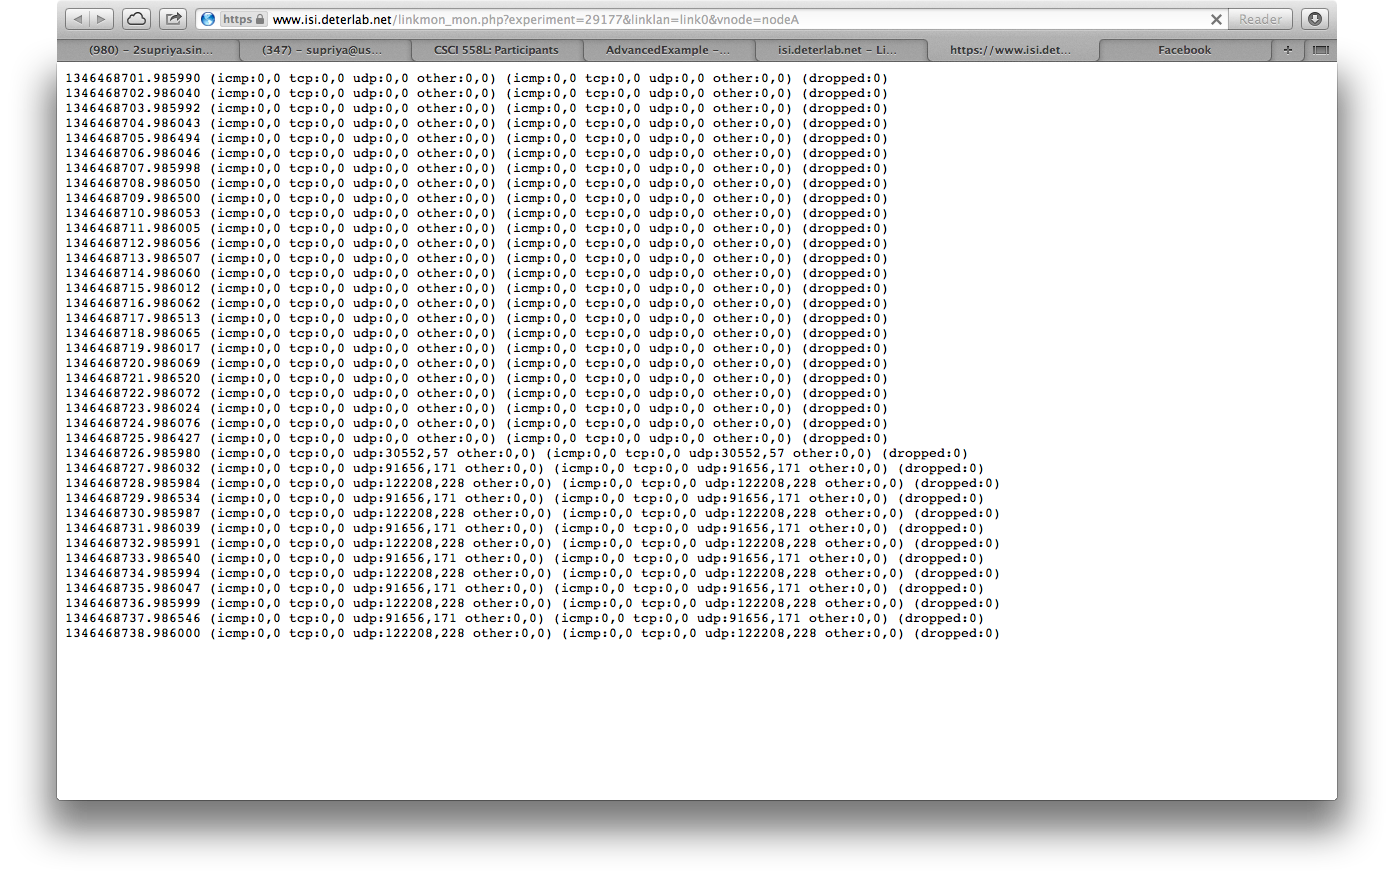 https www.isi.deterlab.net/linkmon_mon.php?experiment=29177&linklan=link0&vnode=nodeA Reader
(980) – 2supriya.sin... (347) – supriya@us... CSCI 558L: Participants AdvancedExample –... isi.deterlab.net – Li... https://www.isi.det... Facebook +
1346468701.985990 (icmp:0,0 tcp:0,0 udp:0,0 other:0,0) (icmp:0,0 tcp:0,0 udp:0,0 other:0,0) (dropped:0)
1346468702.986040 (icmp:0,0 tcp:0,0 udp:0,0 other:0,0) (icmp:0,0 tcp:0,0 udp:0,0 other:0,0) (dropped:0)
1346468703.985992 (icmp:0,0 tcp:0,0 udp:0,0 other:0,0) (icmp:0,0 tcp:0,0 udp:0,0 other:0,0) (dropped:0)
1346468704.986043 (icmp:0,0 tcp:0,0 udp:0,0 other:0,0) (icmp:0,0 tcp:0,0 udp:0,0 other:0,0) (dropped:0)
1346468705.986494 (icmp:0,0 tcp:0,0 udp:0,0 other:0,0) (icmp:0,0 tcp:0,0 udp:0,0 other:0,0) (dropped:0)
1346468706.986046 (icmp:0,0 tcp:0,0 udp:0,0 other:0,0) (icmp:0,0 tcp:0,0 udp:0,0 other:0,0) (dropped:0)
1346468707.985998 (icmp:0,0 tcp:0,0 udp:0,0 other:0,0) (icmp:0,0 tcp:0,0 udp:0,0 other:0,0) (dropped:0)
1346468708.986050 (icmp:0,0 tcp:0,0 udp:0,0 other:0,0) (icmp:0,0 tcp:0,0 udp:0,0 other:0,0) (dropped:0)
1346468709.986500 (icmp:0,0 tcp:0,0 udp:0,0 other:0,0) (icmp:0,0 tcp:0,0 udp:0,0 other:0,0) (dropped:0)
1346468710.986053 (icmp:0,0 tcp:0,0 udp:0,0 other:0,0) (icmp:0,0 tcp:0,0 udp:0,0 other:0,0) (dropped:0)
1346468711.986005 (icmp:0,0 tcp:0,0 udp:0,0 other:0,0) (icmp:0,0 tcp:0,0 udp:0,0 other:0,0) (dropped:0)
1346468712.986056 (icmp:0,0 tcp:0,0 udp:0,0 other:0,0) (icmp:0,0 tcp:0,0 udp:0,0 other:0,0) (dropped:0)
1346468713.986507 (icmp:0,0 tcp:0,0 udp:0,0 other:0,0) (icmp:0,0 tcp:0,0 udp:0,0 other:0,0) (dropped:0)
1346468714.986060 (icmp:0,0 tcp:0,0 udp:0,0 other:0,0) (icmp:0,0 tcp:0,0 udp:0,0 other:0,0) (dropped:0)
1346468715.986012 (icmp:0,0 tcp:0,0 udp:0,0 other:0,0) (icmp:0,0 tcp:0,0 udp:0,0 other:0,0) (dropped:0)
1346468716.986062 (icmp:0,0 tcp:0,0 udp:0,0 other:0,0) (icmp:0,0 tcp:0,0 udp:0,0 other:0,0) (dropped:0)
1346468717.986513 (icmp:0,0 tcp:0,0 udp:0,0 other:0,0) (icmp:0,0 tcp:0,0 udp:0,0 other:0,0) (dropped:0)
1346468718.986065 (icmp:0,0 tcp:0,0 udp:0,0 other:0,0) (icmp:0,0 tcp:0,0 udp:0,0 other:0,0) (dropped:0)
1346468719.986017 (icmp:0,0 tcp:0,0 udp:0,0 other:0,0) (icmp:0,0 tcp:0,0 udp:0,0 other:0,0) (dropped:0)
1346468720.986069 (icmp:0,0 tcp:0,0 udp:0,0 other:0,0) (icmp:0,0 tcp:0,0 udp:0,0 other:0,0) (dropped:0)
1346468721.986520 (icmp:0,0 tcp:0,0 udp:0,0 other:0,0) (icmp:0,0 tcp:0,0 udp:0,0 other:0,0) (dropped:0)
1346468722.986072 (icmp:0,0 tcp:0,0 udp:0,0 other:0,0) (icmp:0,0 tcp:0,0 udp:0,0 other:0,0) (dropped:0)
1346468723.986024 (icmp:0,0 tcp:0,0 udp:0,0 other:0,0) (icmp:0,0 tcp:0,0 udp:0,0 other:0,0) (dropped:0)
1346468724.986076 (icmp:0,0 tcp:0,0 udp:0,0 other:0,0) (icmp:0,0 tcp:0,0 udp:0,0 other:0,0) (dropped:0)
1346468725.986427 (icmp:0,0 tcp:0,0 udp:0,0 other:0,0) (icmp:0,0 tcp:0,0 udp:0,0 other:0,0) (dropped:0)
1346468726.985980 (icmp:0,0 tcp:0,0 udp:30552,57 other:0,0) (icmp:0,0 tcp:0,0 udp:30552,57 other:0,0) (dropped:0)
1346468727.986032 (icmp:0,0 tcp:0,0 udp:91656,171 other:0,0) (icmp:0,0 tcp:0,0 udp:91656,171 other:0,0) (dropped:0)
1346468728.985984 (icmp:0,0 tcp:0,0 udp:122208,228 other:0,0) (icmp:0,0 tcp:0,0 udp:122208,228 other:0,0) (dropped:0)
1346468729.986534 (icmp:0,0 tcp:0,0 udp:91656,171 other:0,0) (icmp:0,0 tcp:0,0 udp:91656,171 other:0,0) (dropped:0)
1346468730.985987 (icmp:0,0 tcp:0,0 udp:122208,228 other:0,0) (icmp:0,0 tcp:0,0 udp:122208,228 other:0,0) (dropped:0)
1346468731.986039 (icmp:0,0 tcp:0,0 udp:91656,171 other:0,0) (icmp:0,0 tcp:0,0 udp:91656,171 other:0,0) (dropped:0)
1346468732.985991 (icmp:0,0 tcp:0,0 udp:122208,228 other:0,0) (icmp:0,0 tcp:0,0 udp:122208,228 other:0,0) (dropped:0)
1346468733.986540 (icmp:0,0 tcp:0,0 udp:91656,171 other:0,0) (icmp:0,0 tcp:0,0 udp:91656,171 other:0,0) (dropped:0)
1346468734.985994 (icmp:0,0 tcp:0,0 udp:122208,228 other:0,0) (icmp:0,0 tcp:0,0 udp:122208,228 other:0,0) (dropped:0)
1346468735.986047 (icmp:0,0 tcp:0,0 udp:91656,171 other:0,0) (icmp:0,0 tcp:0,0 udp:91656,171 other:0,0) (dropped:0)
1346468736.985999 (icmp:0,0 tcp:0,0 udp:122208,228 other:0,0) (icmp:0,0 tcp:0,0 udp:122208,228 other:0,0) (dropped:0)
1346468737.986546 (icmp:0,0 tcp:0,0 udp:91656,171 other:0,0) (icmp:0,0 tcp:0,0 udp:91656,171 other:0,0) (dropped:0)
1346468738.986000 (icmp:0,0 tcp:0,0 udp:122208,228 other:0,0) (icmp:0,0 tcp:0,0 udp:122208,228 other:0,0) (dropped:0)